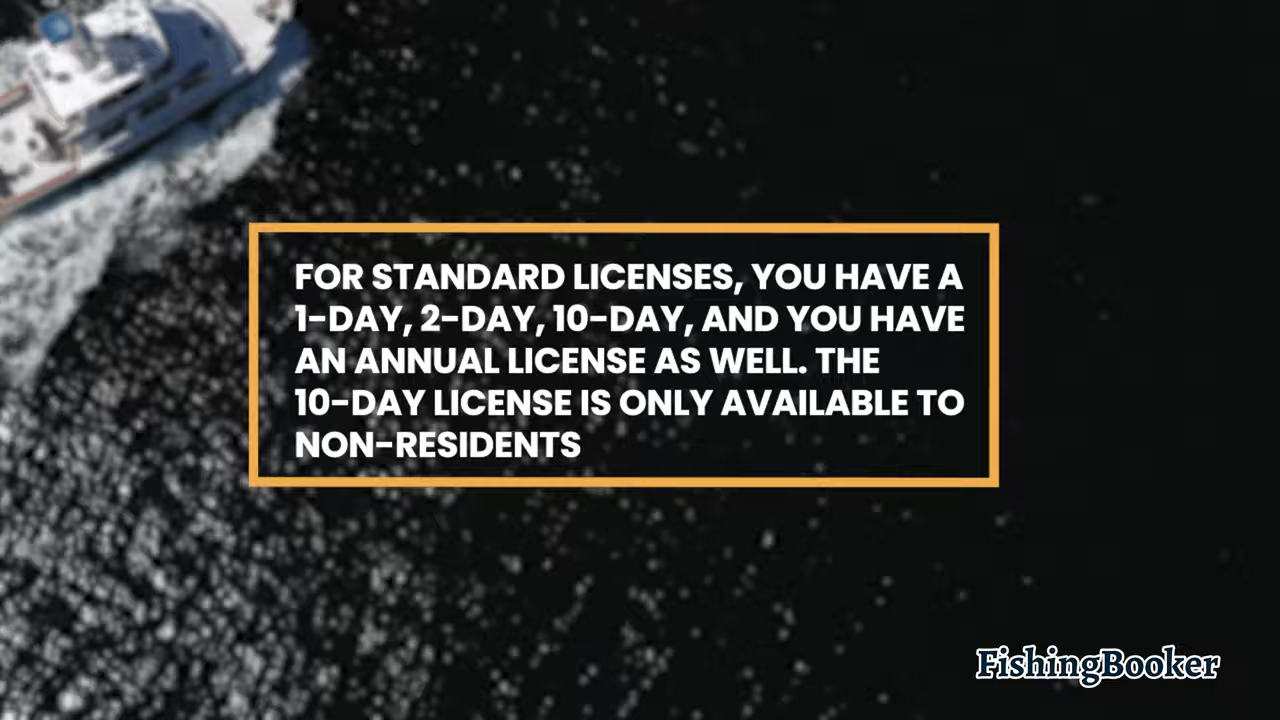 FOR STANDARD LICENSES, YOU HAVE A
1-DAY, 2-DAY, 10-DAY, AND YOU HAVE
AN ANNUAL LICENSE AS WELL. THE
10-DAY LICENSE IS ONLY AVAILABLE TO
NON-RESIDENTS
FishingBooker